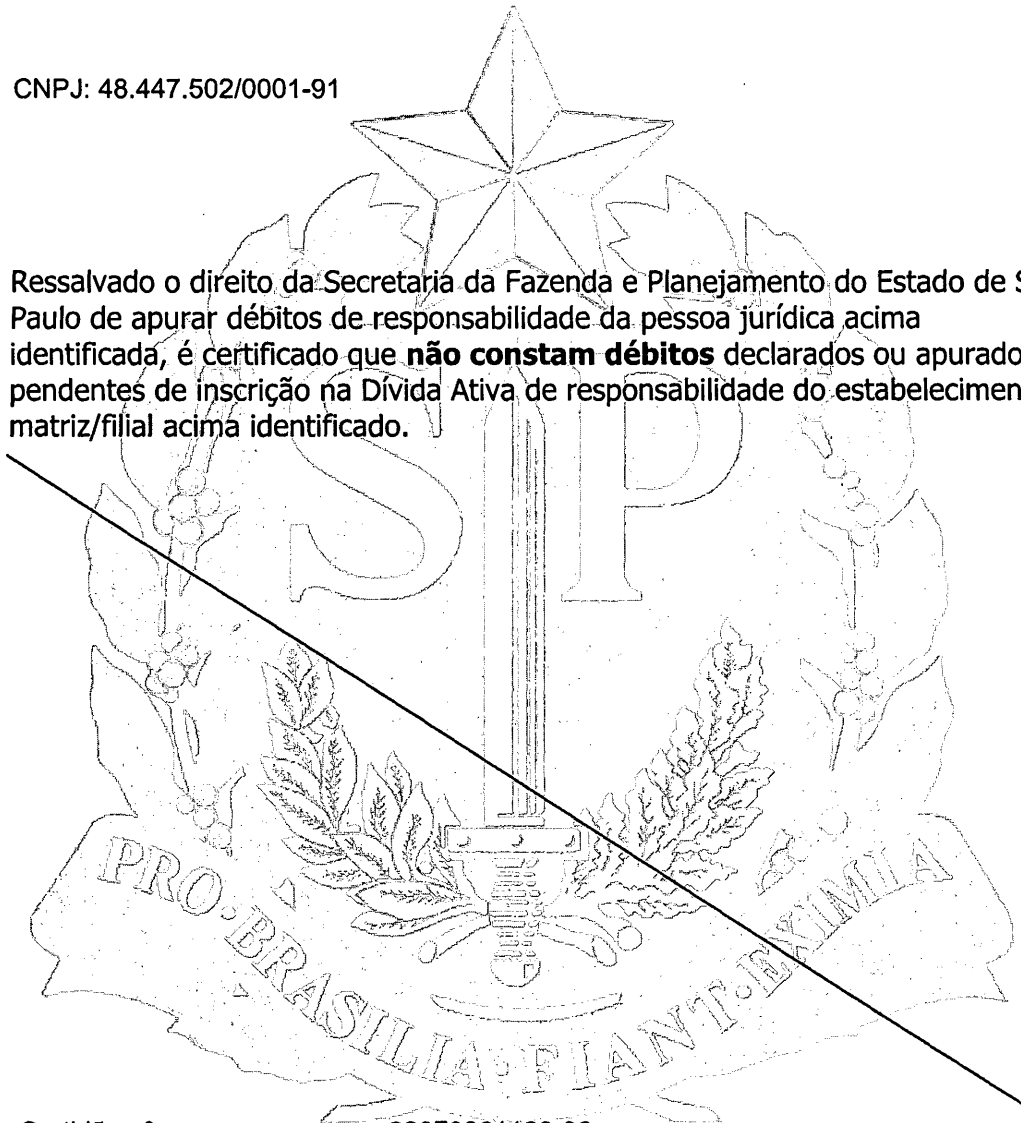 CNPJ: 48.447.502/0001-91
Ressalvado o direito da Secretaria da Fazenda e Planejamento do Estado de S
Paulo de apurar débitos de responsabilidade da pessoa jurídica acima
identificada, é certificado que não constam débitos declarados ou apurado
pendentes de inscrição na Dívida Ativa de responsabilidade do estabelecimen
matriz/filial acima identificado.
SP
PRO·BRASILIA·FIANT·EXIMIA